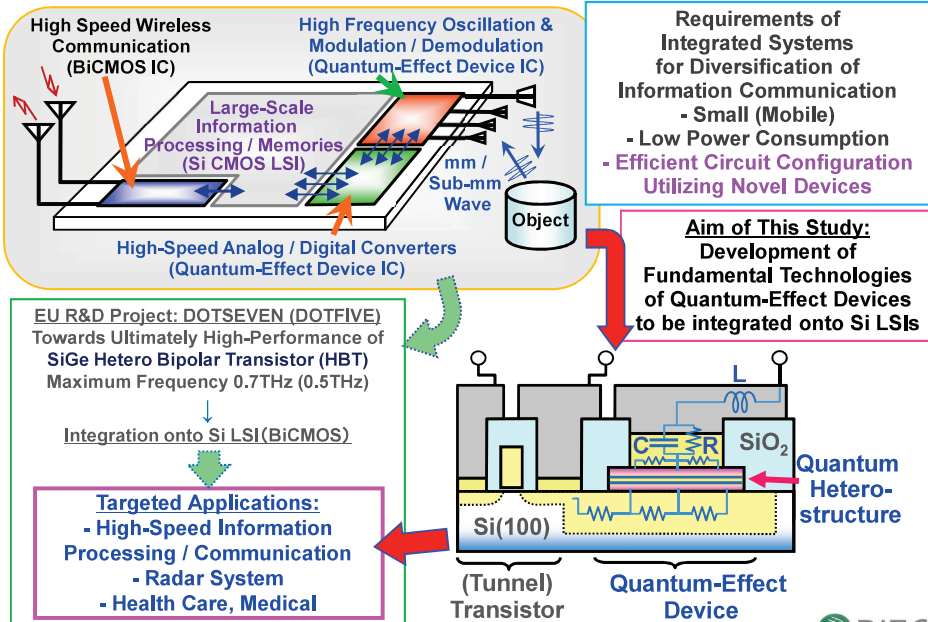 High Speed Wireless
Communication
(BiCMOS IC)
High Frequency Oscillation &
Modulation / Demodulation
(Quantum-Effect Device IC)
Large-Scale
Information
Processing / Memories
(Si CMOS LSI)
mm /
Sub-mm
Wave
Object
High-Speed Analog / Digital Converters
(Quantum-Effect Device IC)
Requirements of
Integrated Systems
for Diversification of
Information Communication
- Small (Mobile)
- Low Power Consumption
- Efficient Circuit Configuration
Utilizing Novel Devices
Aim of This Study:
Development of
Fundamental Technologies
of Quantum-Effect Devices
to be integrated onto Si LSIs
EU R&D Project: DOTSEVEN (DOTFIVE)
Towards Ultimately High-Performance of
SiGe Hetero Bipolar Transistor (HBT)
Maximum Frequency 0.7THz (0.5THz)
↓
Integration onto Si LSI(BiCMOS)
Targeted Applications:
- High-Speed Information
Processing / Communication
- Radar System
- Health Care, Medical
L
C
R
SiO2
Quantum
Hetero-
structure
Si(100)
(Tunnel)
Transistor
Quantum-Effect
Device